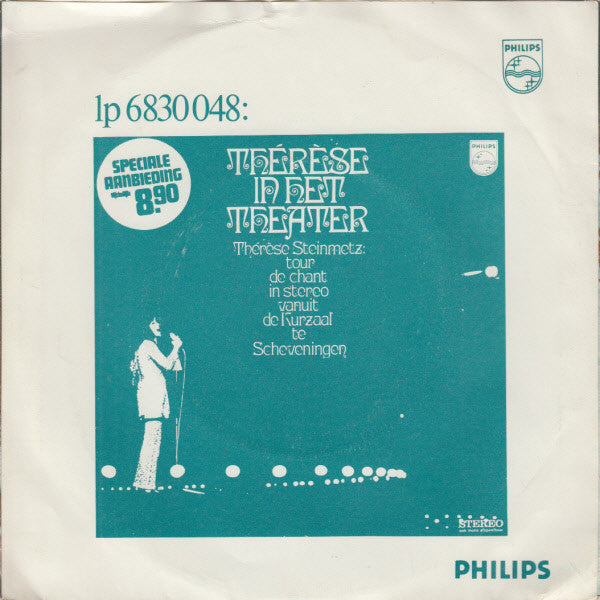 PHILIPS
lp 6830 048:
SPECIALE
AANBIEDING
8.90
THÉRÈSE
IN HET
THEATER
PHILIPS
Thérèse Steinmetz:
tour
de chant
in stereo
vanuit
de Kurzaal
te
Scheveningen
STEREO
PHILIPS